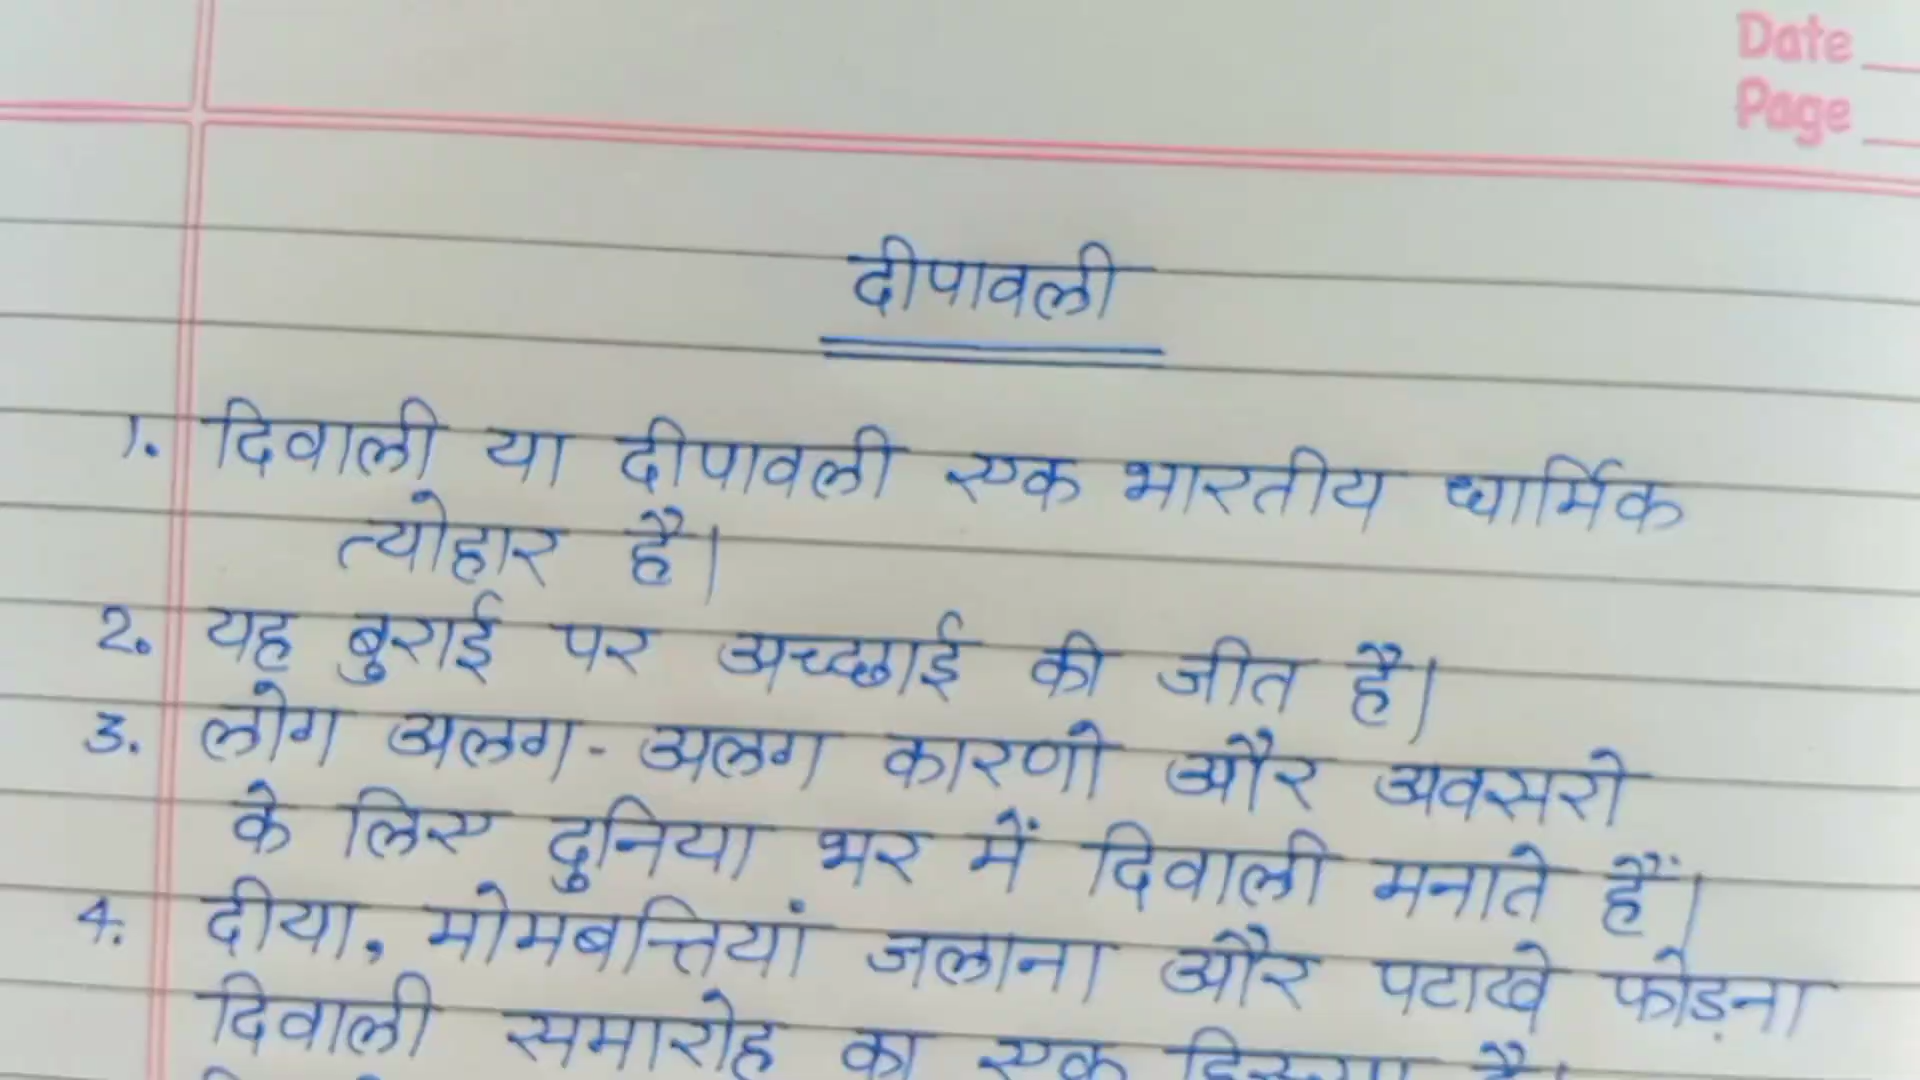 Date
Page
दीपावली
1. दिवाली या दीपावली एक भारतीय धार्मिक
त्योहार है।
2. यह बुराई पर अच्छाई की जीत है।
3. लोग अलग-अलग कारणो और अवसरो
के लिए दुनिया भर में दिवाली मनाते हैं।
4. दीया, मोमबत्तियां जलाना और पटाखे फोड़ना
दिवाली समारोह का एक हिस्सा है।